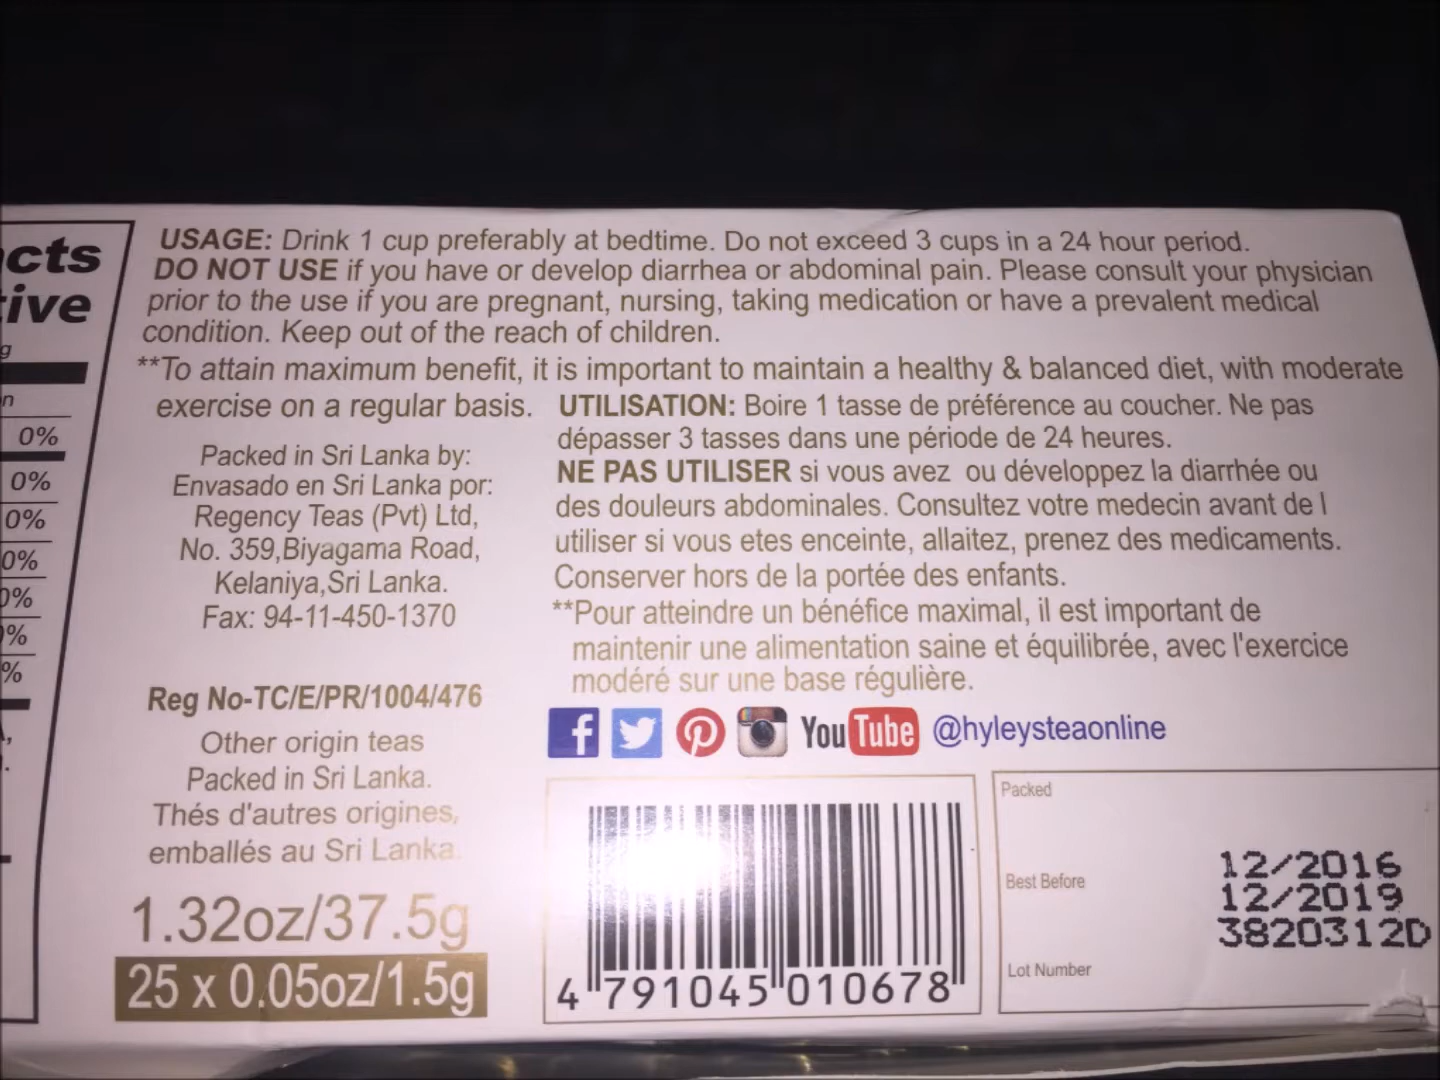 cts
ive
g
n
0%
0%
0%
0%
0%
%
%
USAGE: Drink 1 cup preferably at bedtime. Do not exceed 3 cups in a 24 hour period.
DO NOT USE if you have or develop diarrhea or abdominal pain. Please consult your physician
prior to the use if you are pregnant, nursing, taking medication or have a prevalent medical
condition. Keep out of the reach of children.
**To attain maximum benefit, it is important to maintain a healthy & balanced diet, with moderate
exercise on a regular basis.
Packed in Sri Lanka by:
Envasado en Sri Lanka por:
Regency Teas (Pvt) Ltd,
No. 359,Biyagama Road,
Kelaniya,Sri Lanka.
Fax: 94-11-450-1370
Reg No-TC/E/PR/1004/476
Other origin teas
Packed in Sri Lanka.
Thés d'autres origines,
emballés au Sri Lanka.
1.32oz/37.5g
25 x 0.05oz/1.5g
UTILISATION: Boire 1 tasse de préférence au coucher. Ne pas
dépasser 3 tasses dans une période de 24 heures.
NE PAS UTILISER si vous avez ou développez la diarrhée ou
des douleurs abdominales. Consultez votre medecin avant de l
utiliser si vous etes enceinte, allaitez, prenez des medicaments.
Conserver hors de la portée des enfants.
**Pour atteindre un bénéfice maximal, il est important de
maintenir une alimentation saine et équilibrée, avec l'exercice
modéré sur une base régulière.
You Tube @hyleysteaonline
4 791045 010678
Packed
12/2016
Best Before
12/2019
3820312D
Lot Number